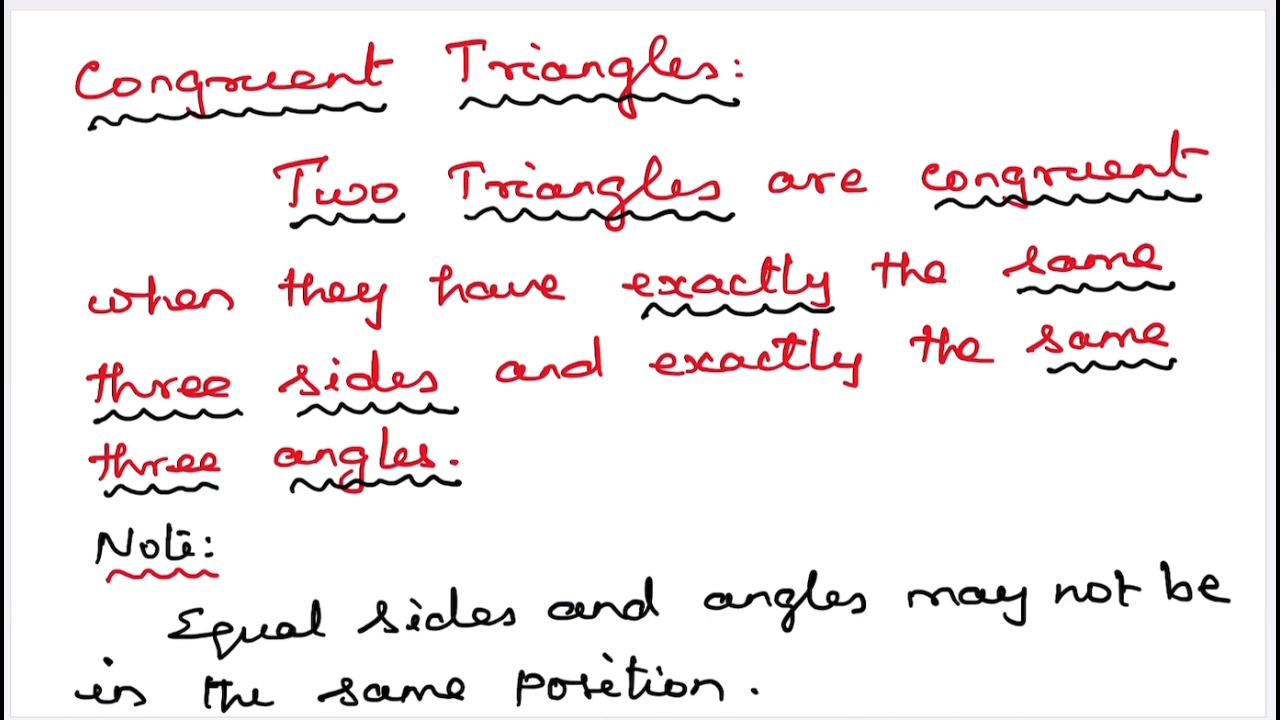 Congruent Triangles:
Two Triangles are congruent
when they have exactly the same
three sides and exactly the same
three angles.
Note:
Equal sides and angles may not be
in the same position.